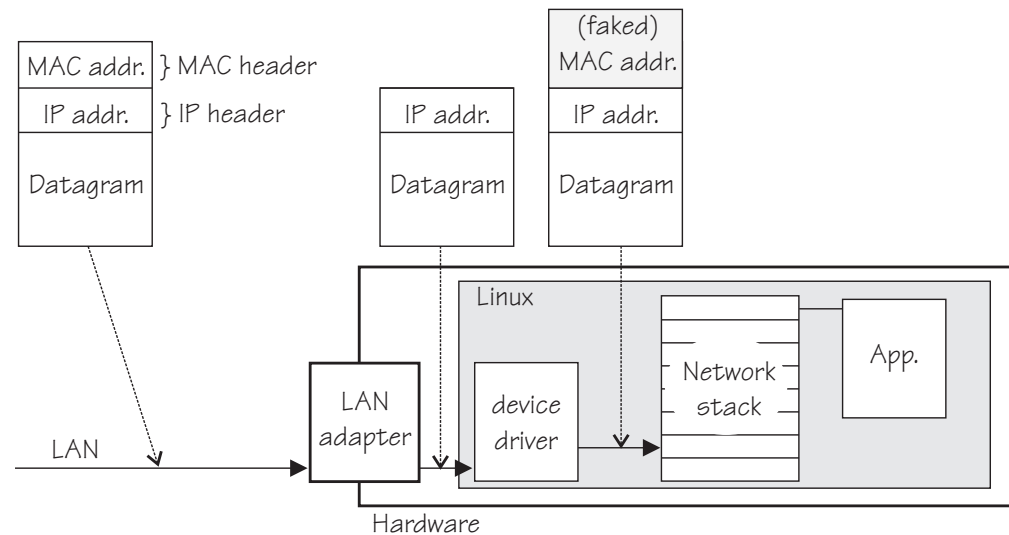 MAC addr. } MAC header
IP addr. } IP header
Datagram
IP addr.
Datagram
(faked)
MAC addr.
IP addr.
Datagram
LAN
LAN
adapter
Linux
device
driver
Network
stack
App.
Hardware